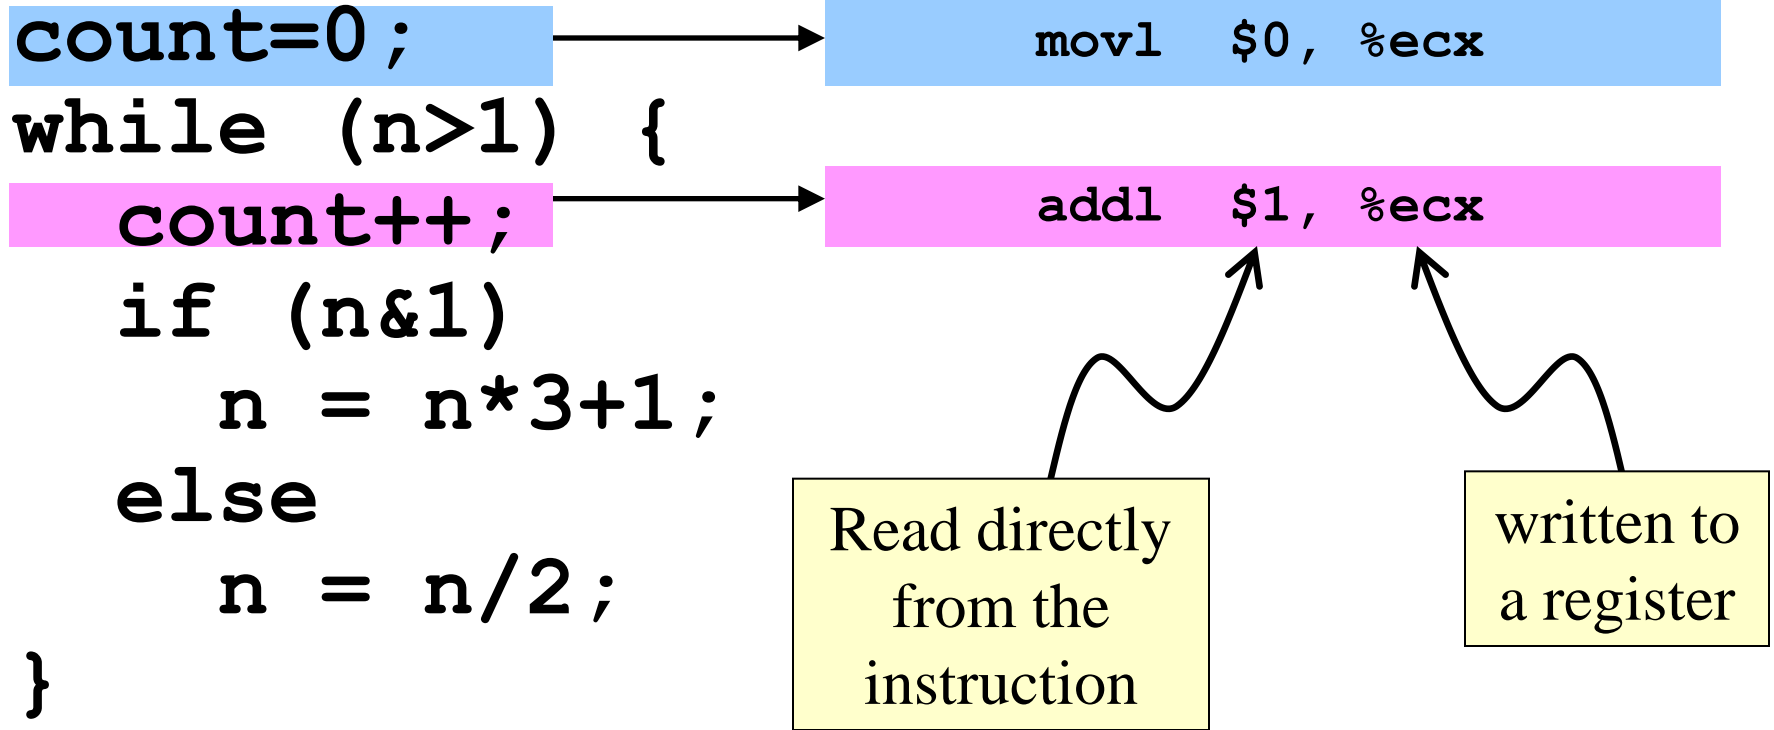 count=0;
movl $0, %ecx
while (n>1) {
count++;
addl $1, %ecx
if (n&1)
n = n*3+1;
else
n = n/2;
}
Read directly
from the
instruction
written to
a register